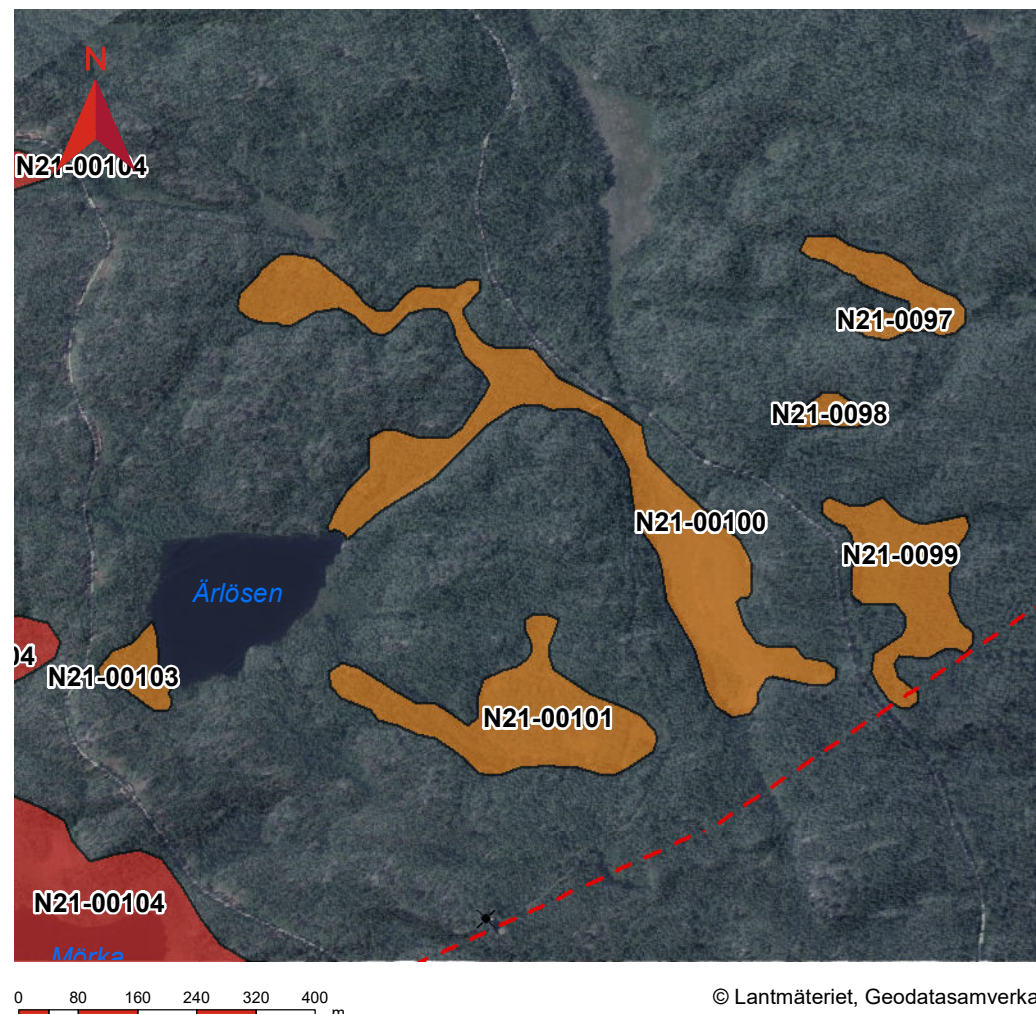 N
N21-00104
N21-0097
N21-0098
N21-00100
N21-0099
Ärlösen
04
N21-00103
N21-00101
N21-00104
Mörka
0 80 160 240 320 400
m
© Lantmäteriet, Geodatasamverka